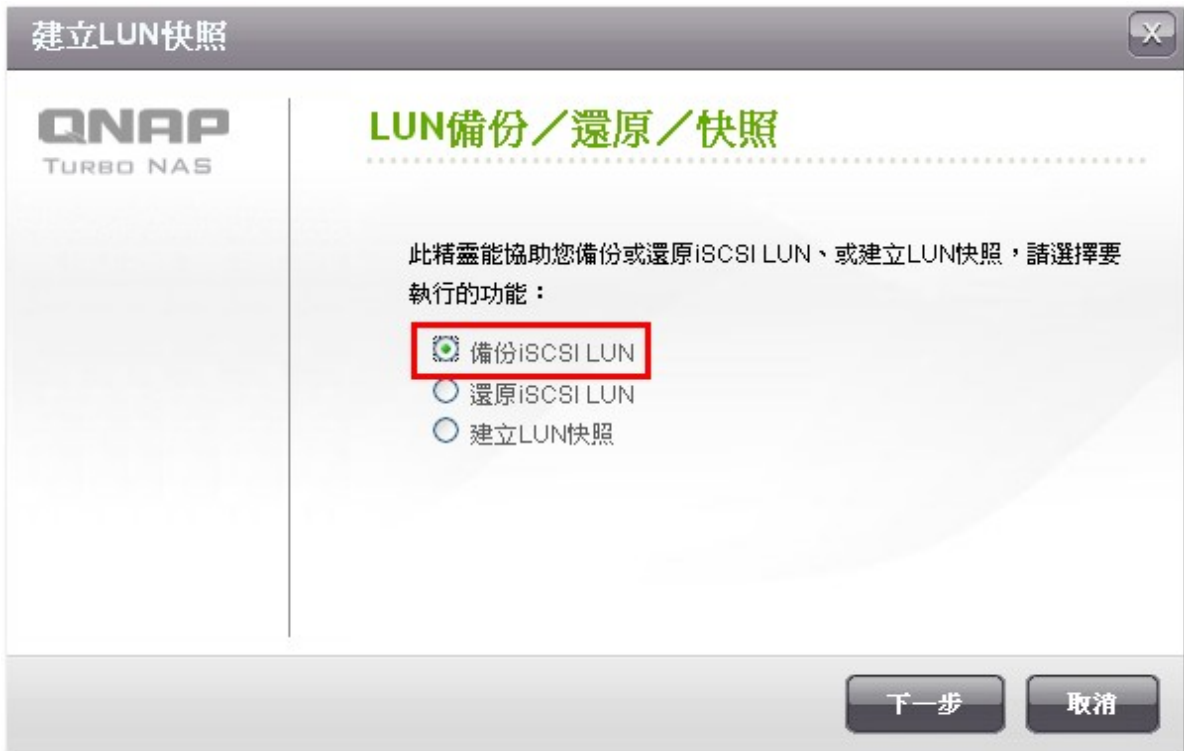 建立LUN快照
X
QNAP
TURBO NAS
LUN備份／還原／快照
此精靈能協助您備份或還原iSCSI LUN、或建立LUN快照，請選擇要
執行的功能：
備份iSCSI LUN
還原iSCSI LUN
建立LUN快照
下一步
取消